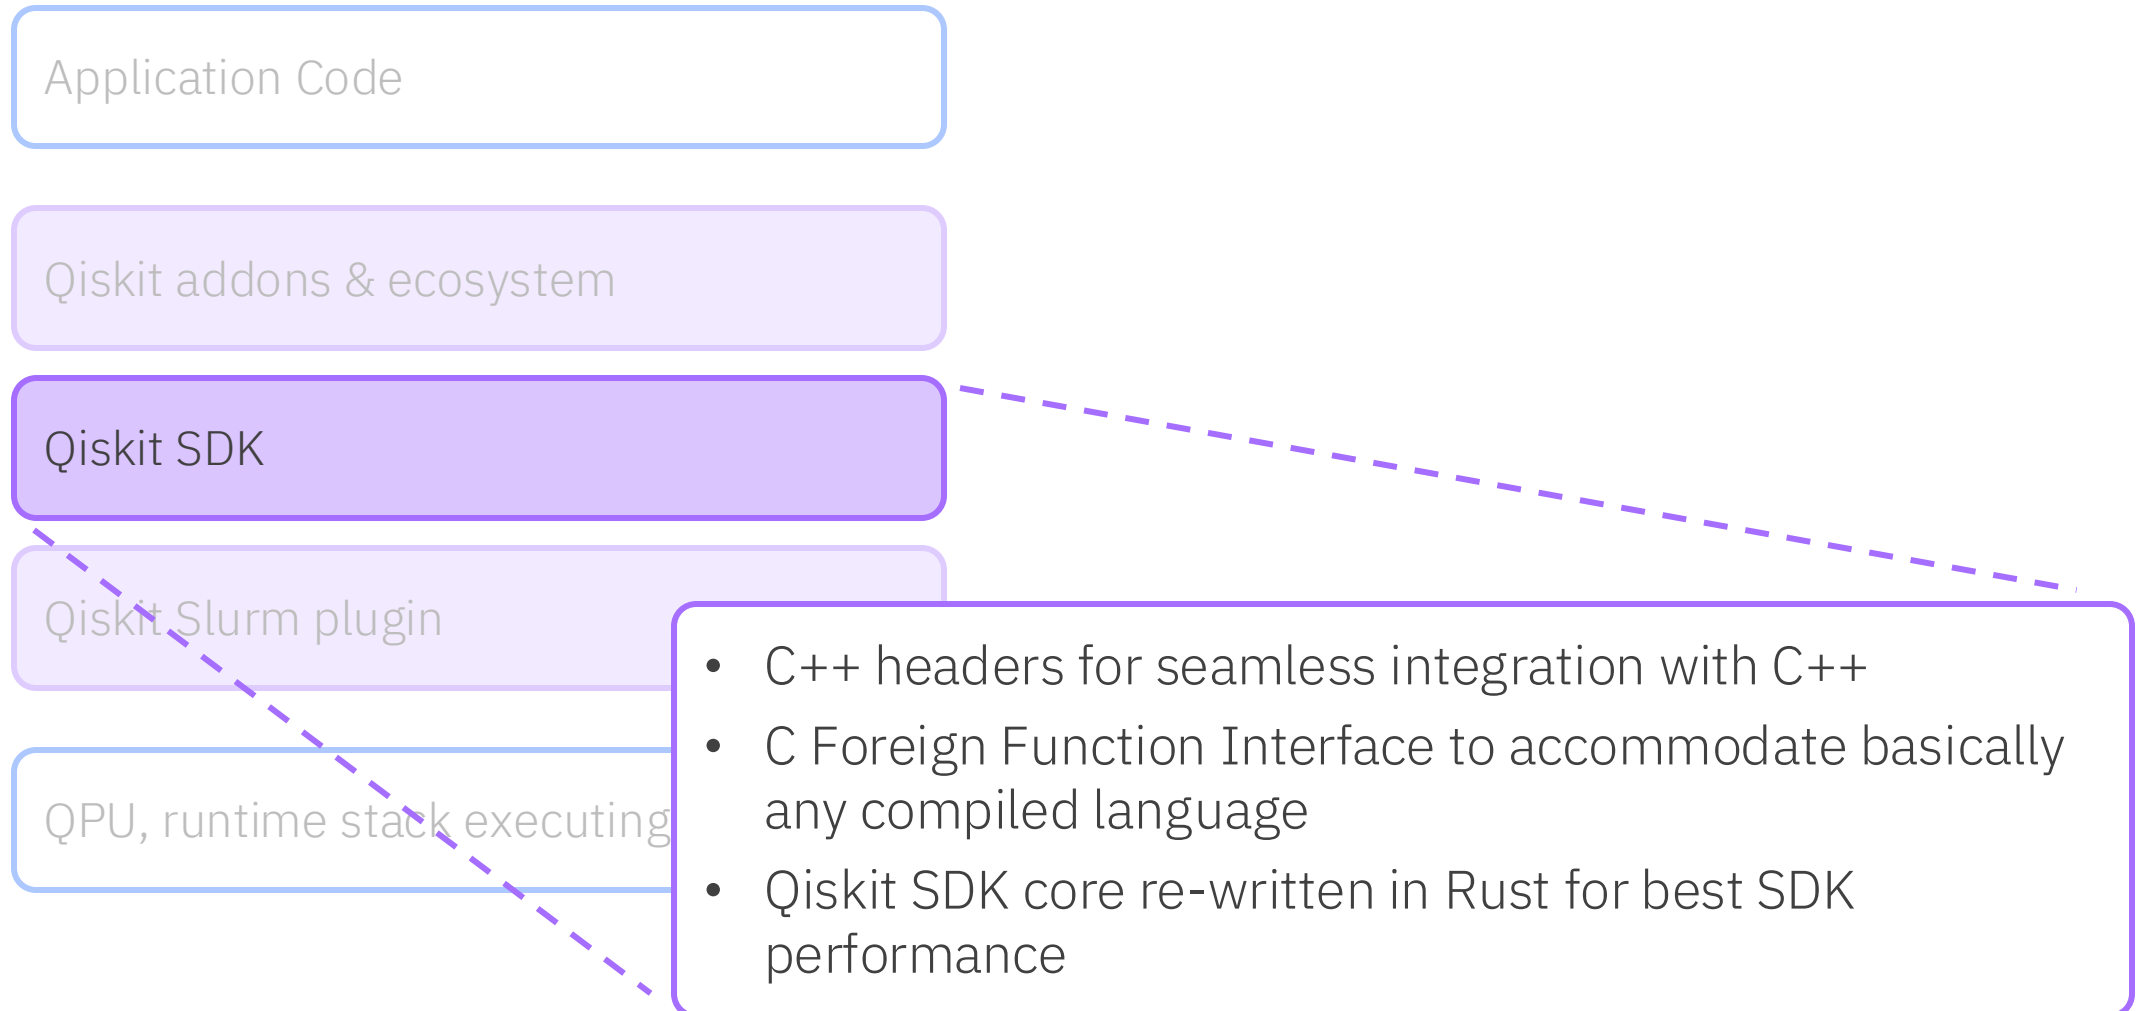 Application Code
Qiskit addons & ecosystem
Qiskit SDK
Qiskit Slurm plugin
QPU, runtime stack executing
• C++ headers for seamless integration with C++
• C Foreign Function Interface to accommodate basically
any compiled language
• Qiskit SDK core re-written in Rust for best SDK
performance